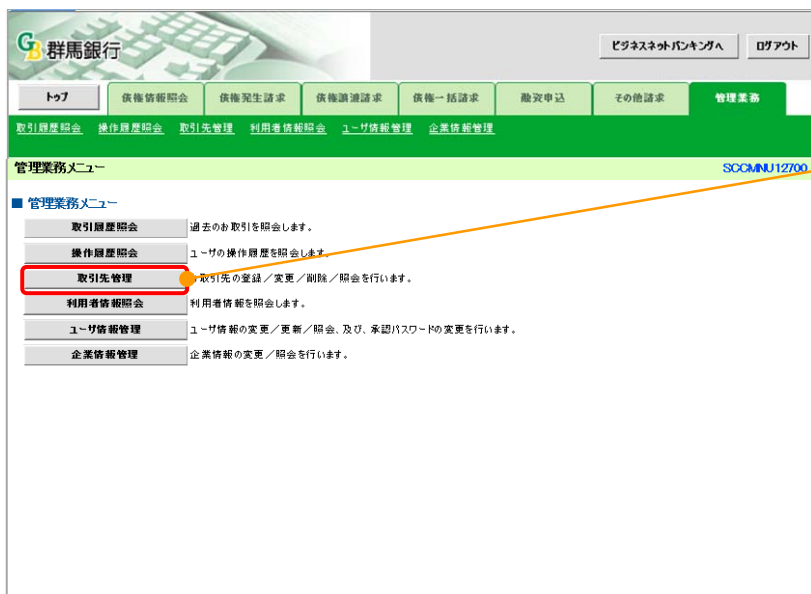 GB 群馬銀行
ビジネスネットバンキングへ ログアウト
トップ 債権情報照会 債権発生請求 債権譲渡請求 債権一括請求 融資申込 その他請求 管理業務
取引履歴照会 操作履歴照会 取引先管理 利用者情報照会 ユーザ情報管理 企業情報管理
管理業務メニュー SCCMNU12700
■ 管理業務メニュー
取引履歴照会 過去のお取引を照会します。
操作履歴照会 ユーザの操作履歴を照会します。
取引先管理 取引先の登録／変更／削除／照会を行います。
利用者情報照会 利用者情報を照会します。
ユーザ情報管理 ユーザ情報の変更／更新／照会、及び、承認パスワードの変更を行います。
企業情報管理 企業情報の変更／照会を行います。